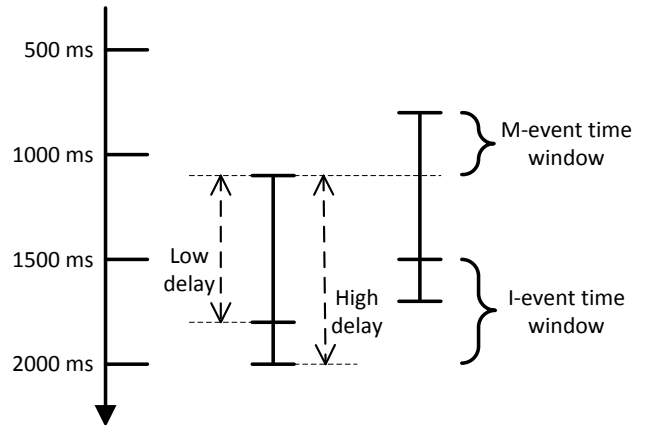 500 ms
1000 ms
1500 ms
2000 ms
Low
delay
High
delay
M-event time
window
I-event time
window